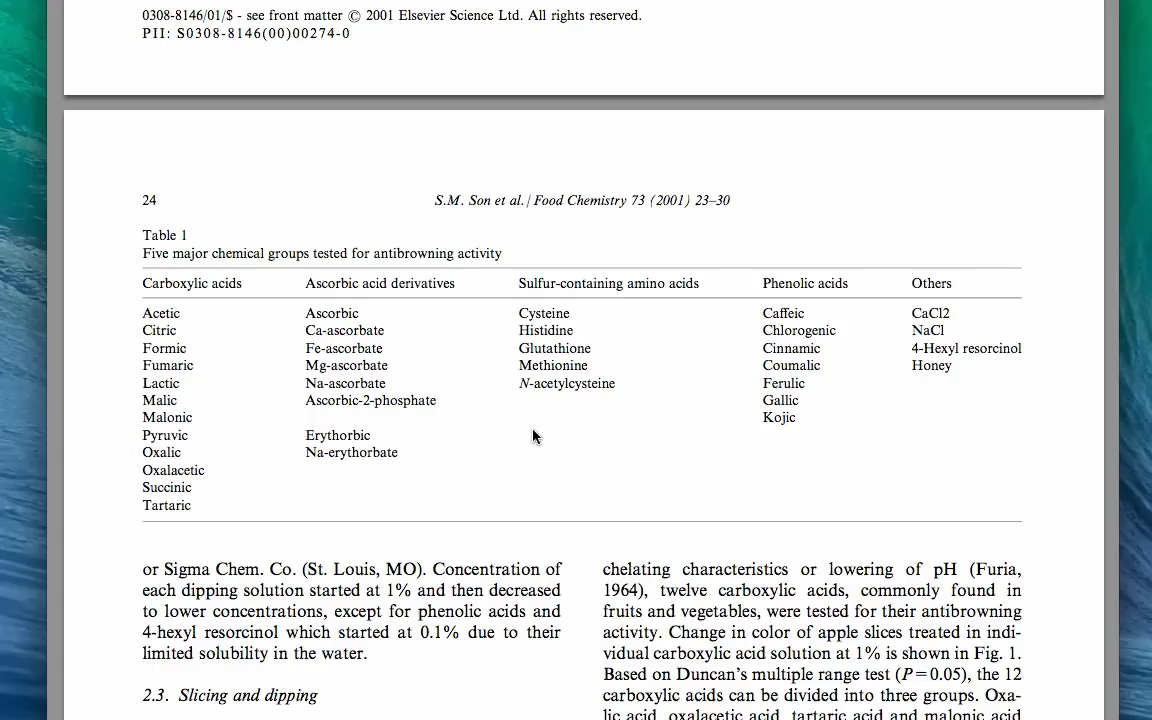 0308-8146/01/$ - see front matter © 2001 Elsevier Science Ltd. All rights reserved.
PII: S0308-8146(00)00274-0
24 S.M. Son et al. / Food Chemistry 73 (2001) 23–30
Table 1
Five major chemical groups tested for antibrowning activity
Carboxylic acids Ascorbic acid derivatives Sulfur-containing amino acids Phenolic acids Others
Acetic Ascorbic Cysteine Caffeic CaCl2
Citric Ca-ascorbate Histidine Chlorogenic NaCl
Formic Fe-ascorbate Glutathione Cinnamic 4-Hexyl resorcinol
Fumaric Mg-ascorbate Methionine Coumalic Honey
Lactic Na-ascorbate N-acetylcysteine Ferulic
Malic Ascorbic-2-phosphate Gallic
Malonic Kojic
Pyruvic Erythorbic
Oxalic Na-erythorbate
Oxalacetic
Succinic
Tartaric
or Sigma Chem. Co. (St. Louis, MO). Concentration of
each dipping solution started at 1% and then decreased
to lower concentrations, except for phenolic acids and
4-hexyl resorcinol which started at 0.1% due to their
limited solubility in the water.
2.3. Slicing and dipping
chelating characteristics or lowering of pH (Furia,
1964), twelve carboxylic acids, commonly found in
fruits and vegetables, were tested for their antibrowning
activity. Change in color of apple slices treated in indi-
vidual carboxylic acid solution at 1% is shown in Fig. 1.
Based on Duncan's multiple range test (P=0.05), the 12
carboxylic acids can be divided into three groups. Oxa-
lic acid, oxalacetic acid, tartaric acid and malonic acid